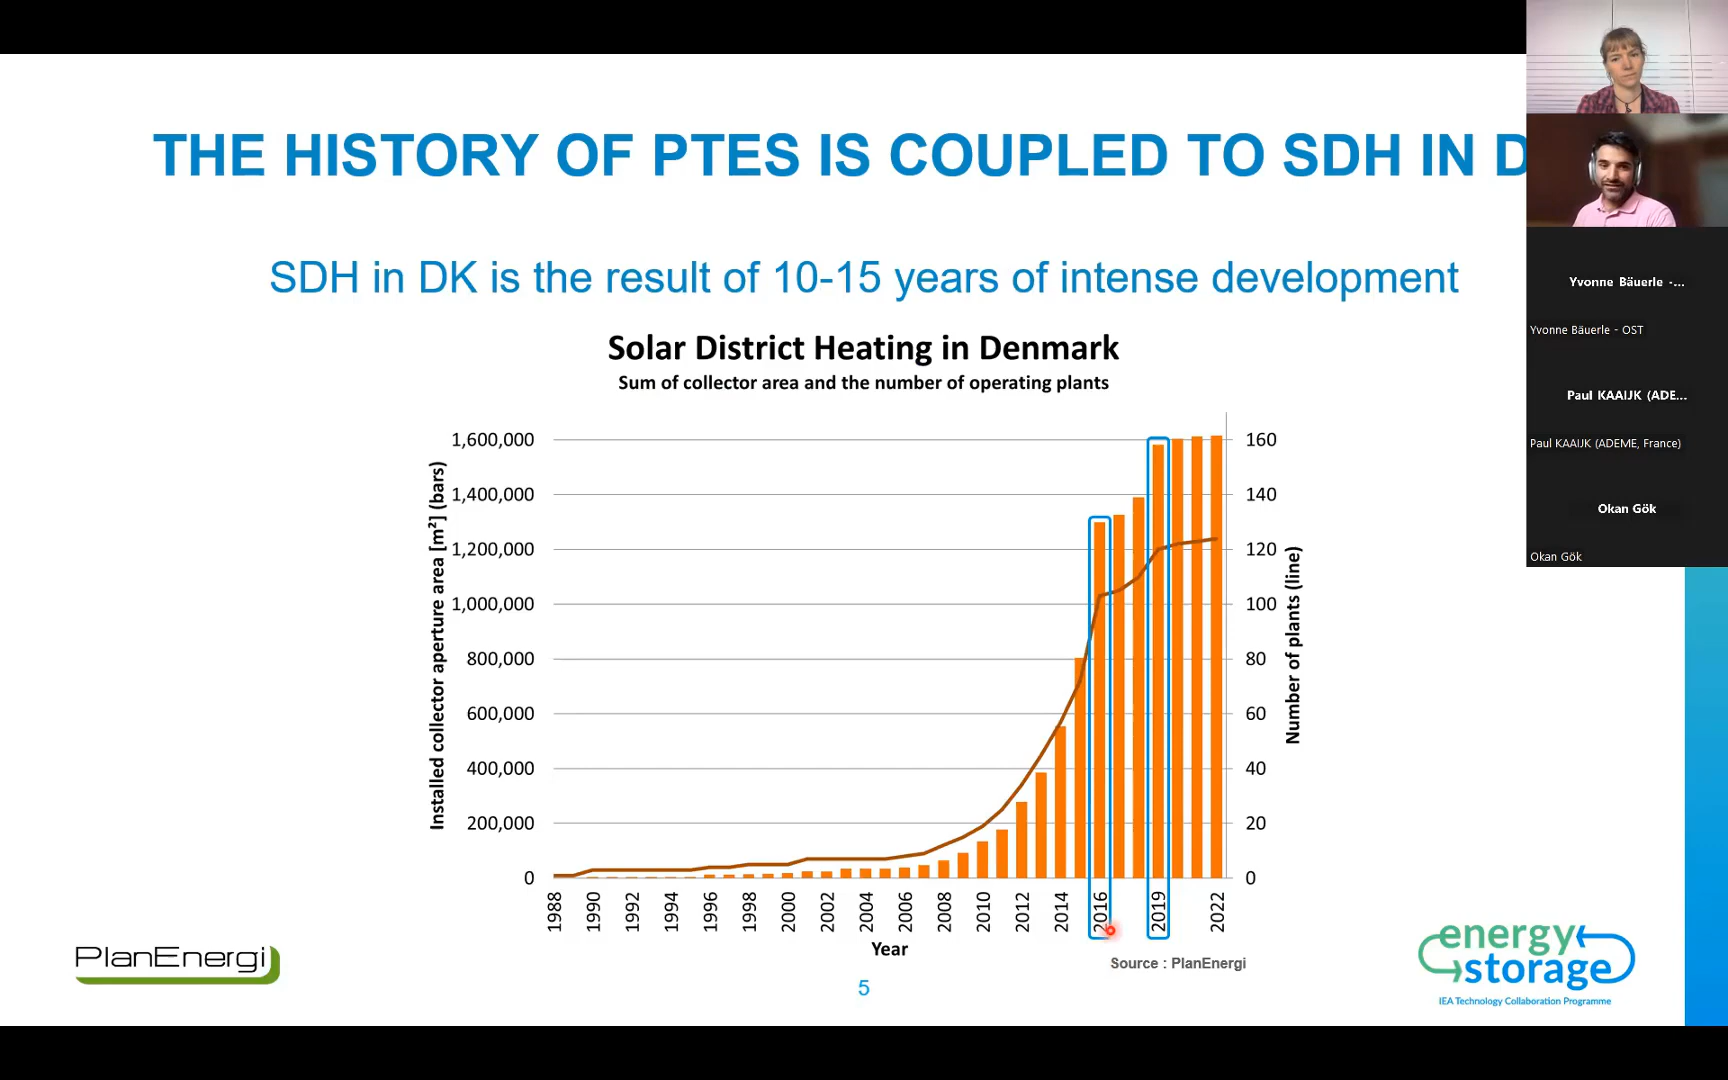 THE HISTORY OF PTES IS COUPLED TO SDH IN D
SDH in DK is the result of 10-15 years of intense development
Solar District Heating in Denmark
Sum of collector area and the number of operating plants
Installed collector aperture area [m²] (bars)
1,600,000
1,400,000
1,200,000
1,000,000
800,000
600,000
400,000
200,000
0
160
140
120
100
80
60
40
20
0
Number of plants (line)
1988
1990
1992
1994
1996
1998
2000
2002
2004
2006
2008
2010
2012
2014
2016
2019
2022
Year
Source : PlanEnergi
PlanEnergi
5
energy
storage
IEA Technology Collaboration Programme
Yvonne Bäuerle -...
Yvonne Bäuerle - OST
Paul KAAIJK (ADE...
Paul KAAIJK (ADEME, France)
Okan Gök
Okan Gök